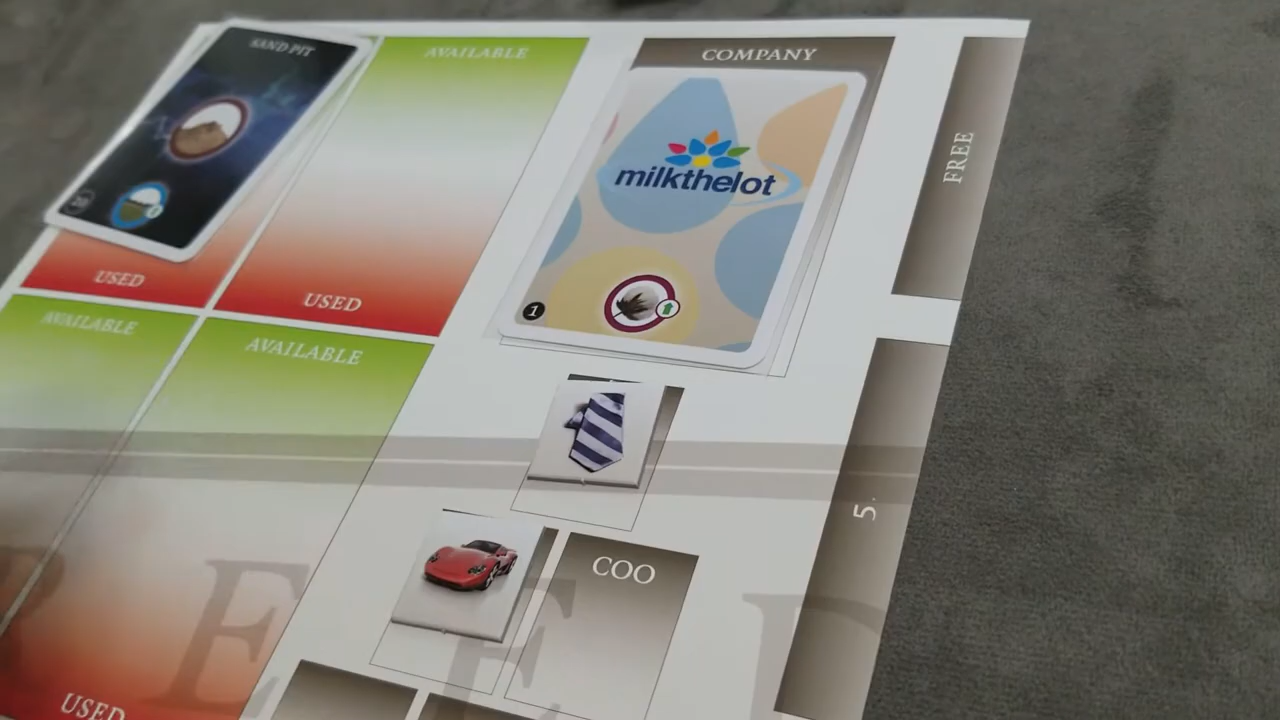 SAND PIT
AVAILABLE
COMPANY
milkthelot
FREE
1
USED
USED
AVAILABLE
AVAILABLE
5.
COO
E E D
USED